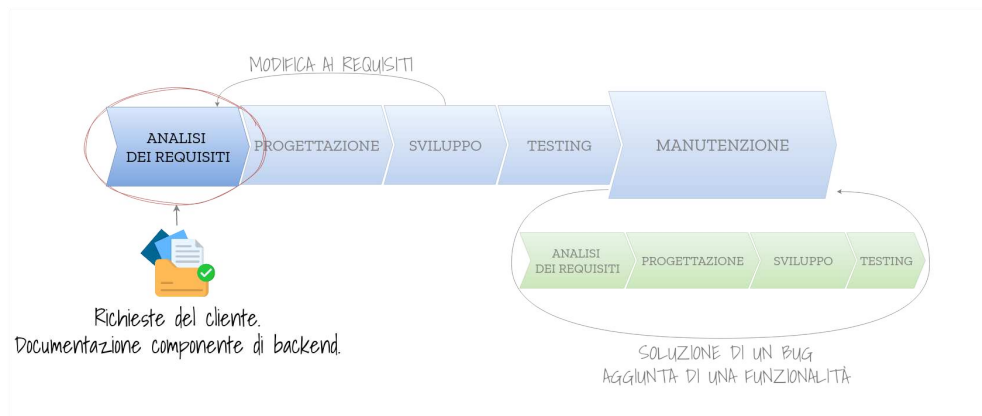 MODIFICA AI REQUISITI
ANALISI
DEI REQUISITI
PROGETTAZIONE
SVILUPPO
TESTING
MANUTENZIONE
Richieste del cliente.
Documentazione componente di backend.
ANALISI
DEI REQUISITI
PROGETTAZIONE
SVILUPPO
TESTING
SOLUZIONE DI UN BUG
AGGIUNTA DI UNA FUNZIONALITÀ